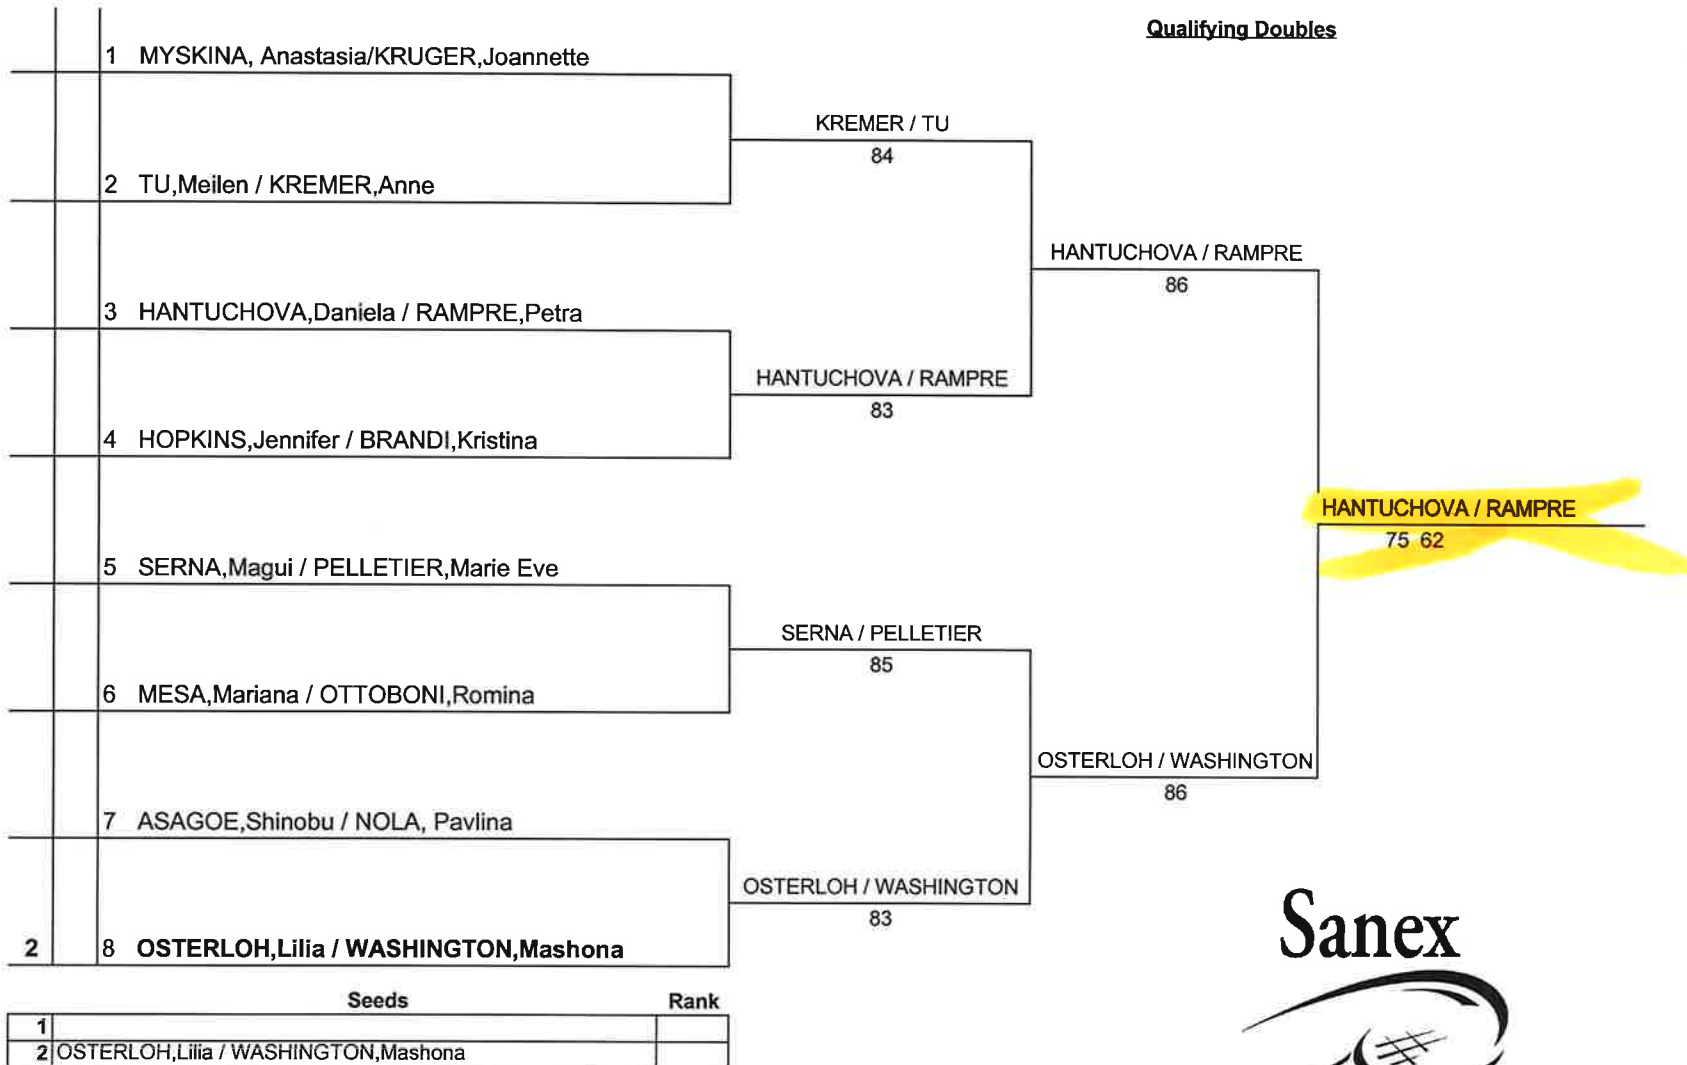 Qualifying Doubles
1 MYSKINA, Anastasia/KRUGER,Joannette
KREMER / TU
84
2 TU,Meilen / KREMER,Anne
HANTUCHOVA / RAMPRE
86
3 HANTUCHOVA,Daniela / RAMPRE,Petra
HANTUCHOVA / RAMPRE
83
4 HOPKINS,Jennifer / BRANDI,Kristina
HANTUCHOVA / RAMPRE
75 62
5 SERNA,Magui / PELLETIER,Marie Eve
SERNA / PELLETIER
85
6 MESA,Mariana / OTTOBONI,Romina
OSTERLOH / WASHINGTON
86
7 ASAGOE,Shinobu / NOLA, Pavlina
OSTERLOH / WASHINGTON
83
2 8 OSTERLOH,Lilia / WASHINGTON,Mashona
Sanex
Seeds Rank
1
2 OSTERLOH,Lilia / WASHINGTON,Mashona